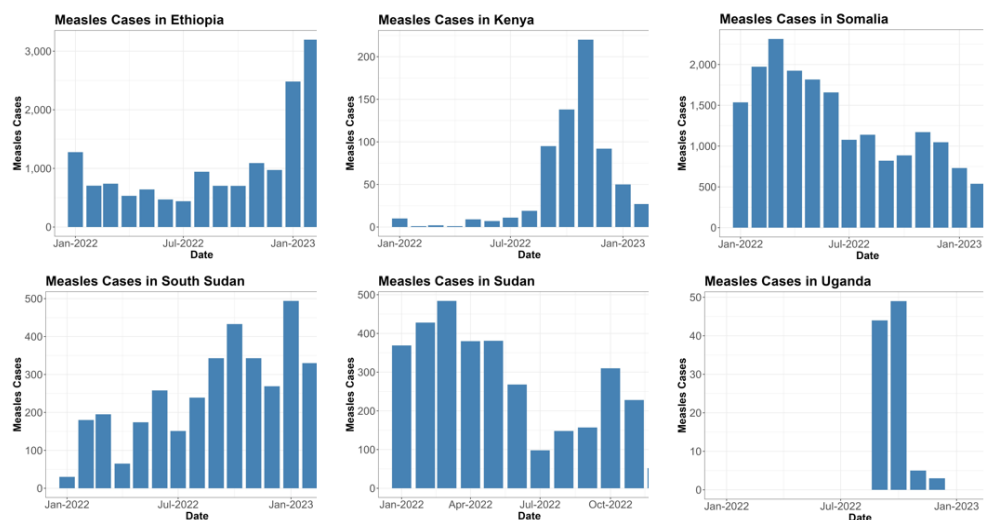 Measles Cases in Ethiopia
Measles Cases
3,000
2,000
1,000
0
Jan-2022 Jul-2022 Jan-2023
Date
Measles Cases in Kenya
Measles Cases
200
150
100
50
0
Jan-2022 Jul-2022 Jan-2023
Date
Measles Cases in Somalia
Measles Cases
2,000
1,500
1,000
500
0
Jan-2022 Jul-2022 Jan-2023
Date
Measles Cases in South Sudan
Measles Cases
500
400
300
200
100
0
Jan-2022 Jul-2022 Jan-2023
Date
Measles Cases in Sudan
Measles Cases
500
400
300
200
100
0
Jan-2022 Apr-2022 Jul-2022 Oct-2022
Date
Measles Cases in Uganda
Measles Cases
50
40
30
20
10
0
Jan-2022 Jul-2022 Jan-2023
Date